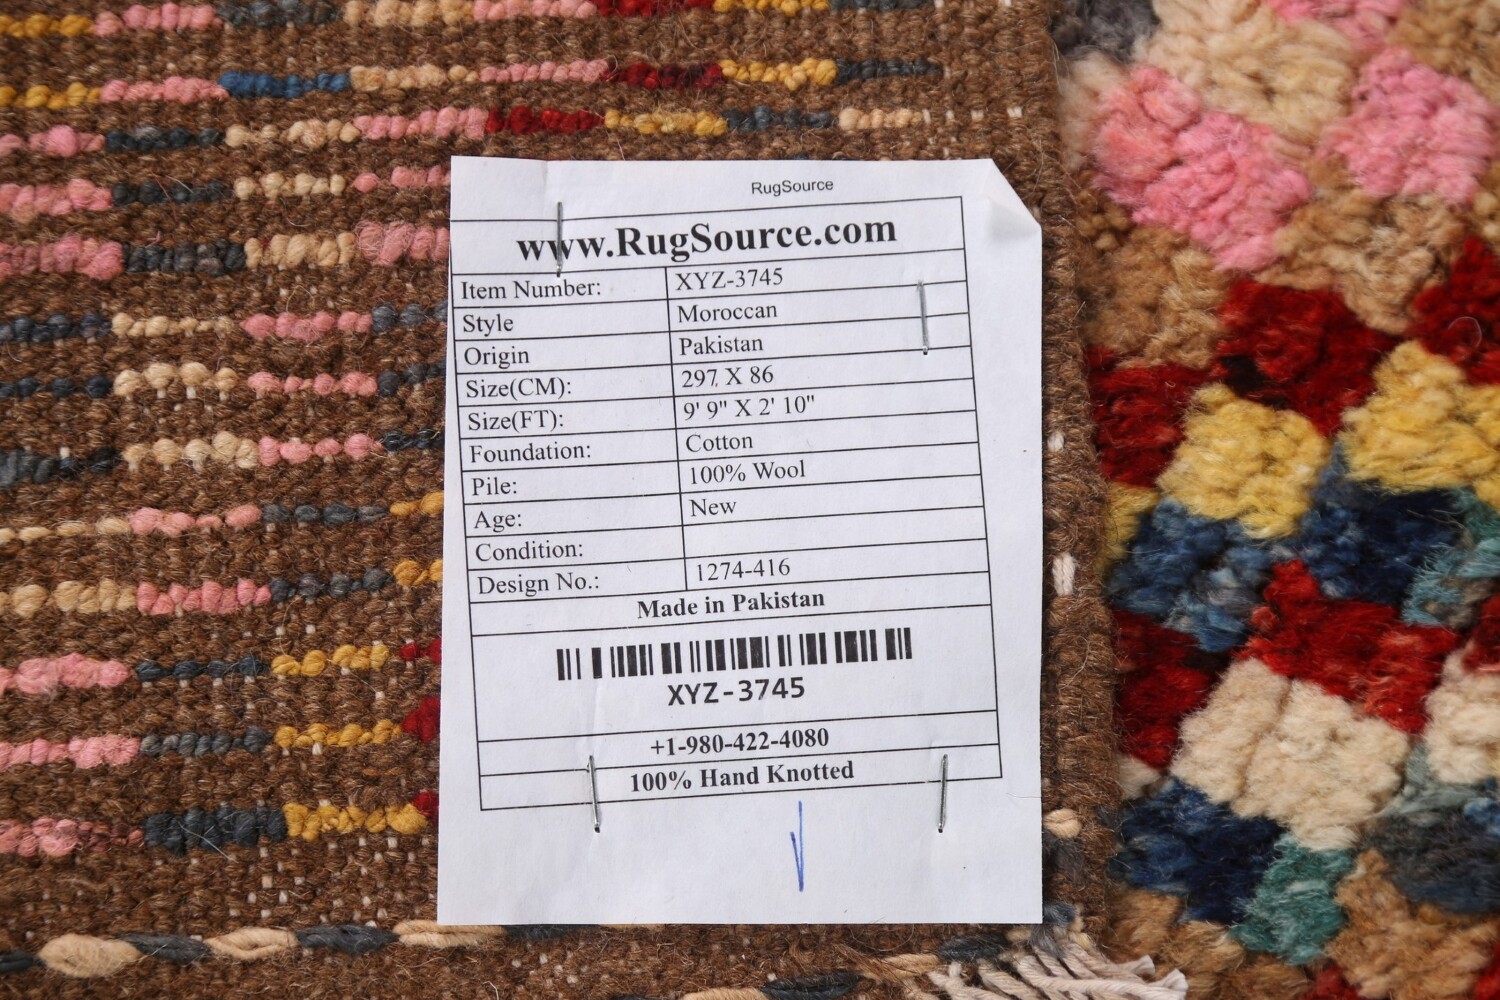 RugSource
www.RugSource.com
Item Number: XYZ-3745
Style Moroccan
Origin Pakistan
Size(CM): 297 X 86
Size(FT): 9' 9" X 2' 10"
Foundation: Cotton
Pile: 100% Wool
Age: New
Condition:
Design No.: 1274-416
Made in Pakistan
XYZ-3745
+1-980-422-4080
100% Hand Knotted